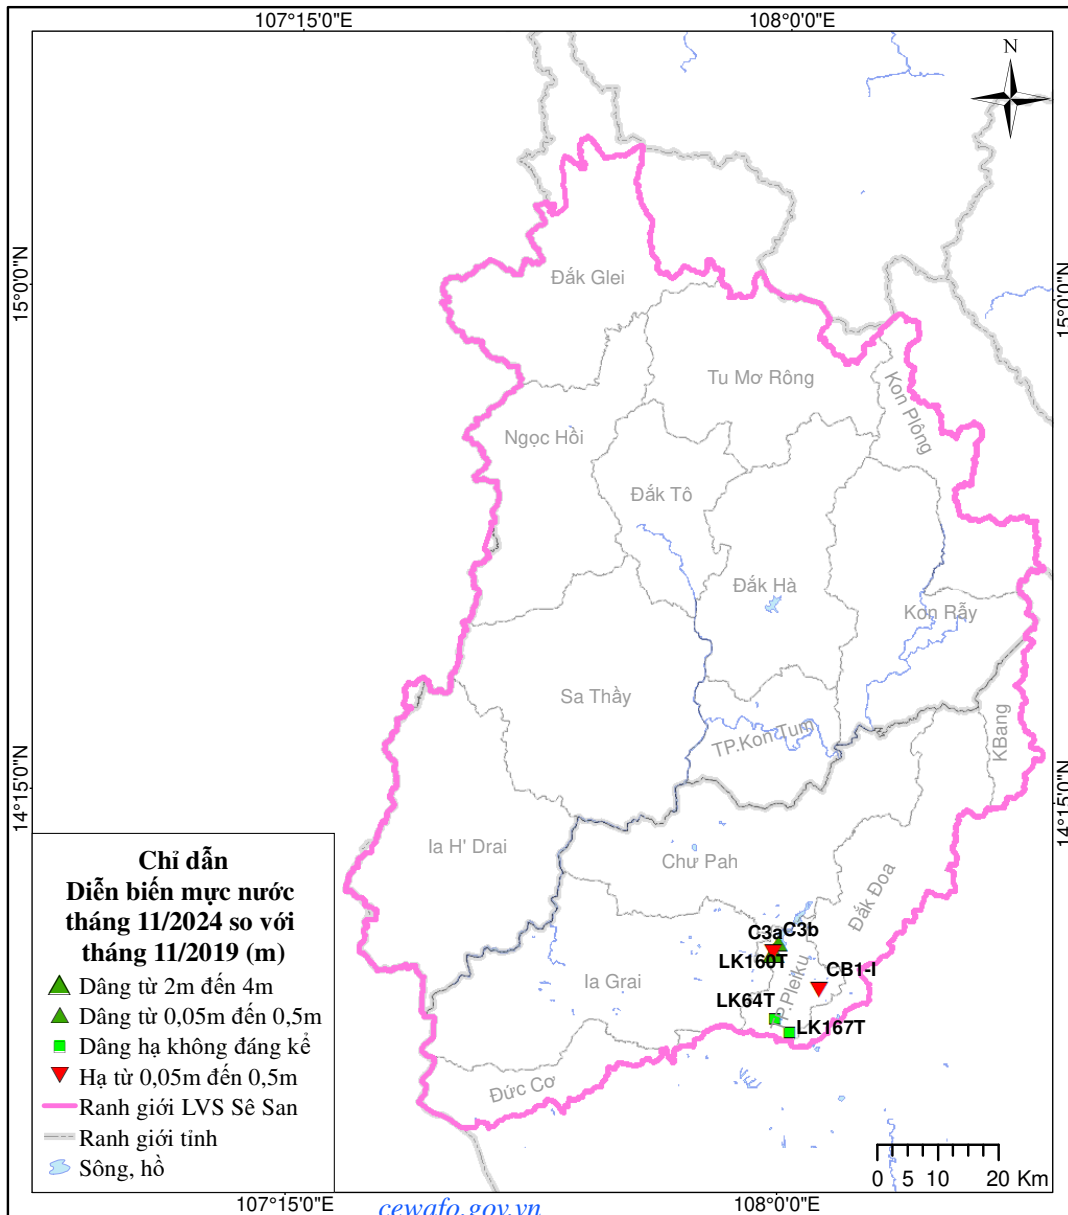 107°15'0"E
108°0'0"E
N
15°0'0"N
15°0'0"N
Đắk Glei
Tu Mơ Rông
Kon Plông
Ngọc Hồi
Đắk Tô
Đắk Hà
Kon Rẫy
Sa Thầy
TP.Kon Tum
KBang
14°15'0"N
14°15'0"N
Ia H' Drai
Chư Pah
Đắk Đoa
C3a
C3b
LK160T
CB1-I
Ia Grai
P.Pleiku
LK64T
LK167T
Đức Cơ
Chỉ dẫn
Diễn biến mực nước
tháng 11/2024 so với
tháng 11/2019 (m)
Dâng từ 2m đến 4m
Dâng từ 0,05m đến 0,5m
Dâng hạ không đáng kể
Hạ từ 0,05m đến 0,5m
Ranh giới LVS Sê San
Ranh giới tỉnh
Sông, hồ
0 5 10 20 Km
107°15'0"E
108°0'0"E
cewafo.gov.vn